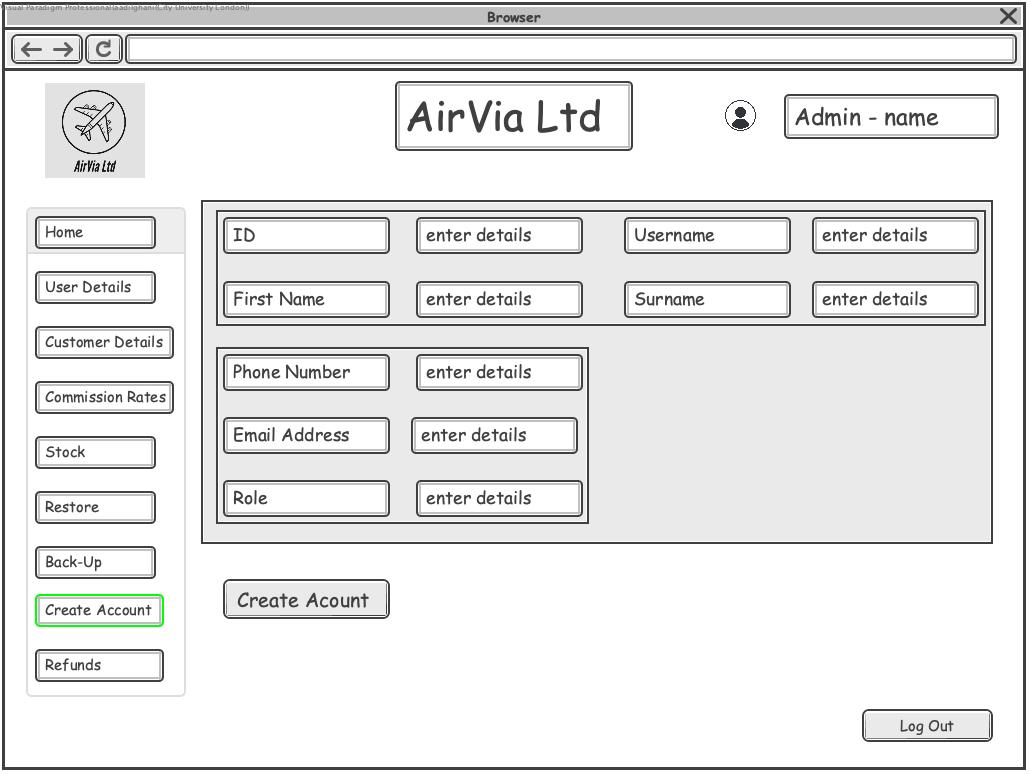 Visual Paradigm Professional(aadilghani(City University London))
Browser
AirVia Ltd
AirVia Ltd
Admin - name
Home
User Details
Customer Details
Commission Rates
Stock
Restore
Back-Up
Create Account
Refunds
ID enter details Username enter details
First Name enter details Surname enter details
Phone Number enter details
Email Address enter details
Role enter details
Create Acount
Log Out